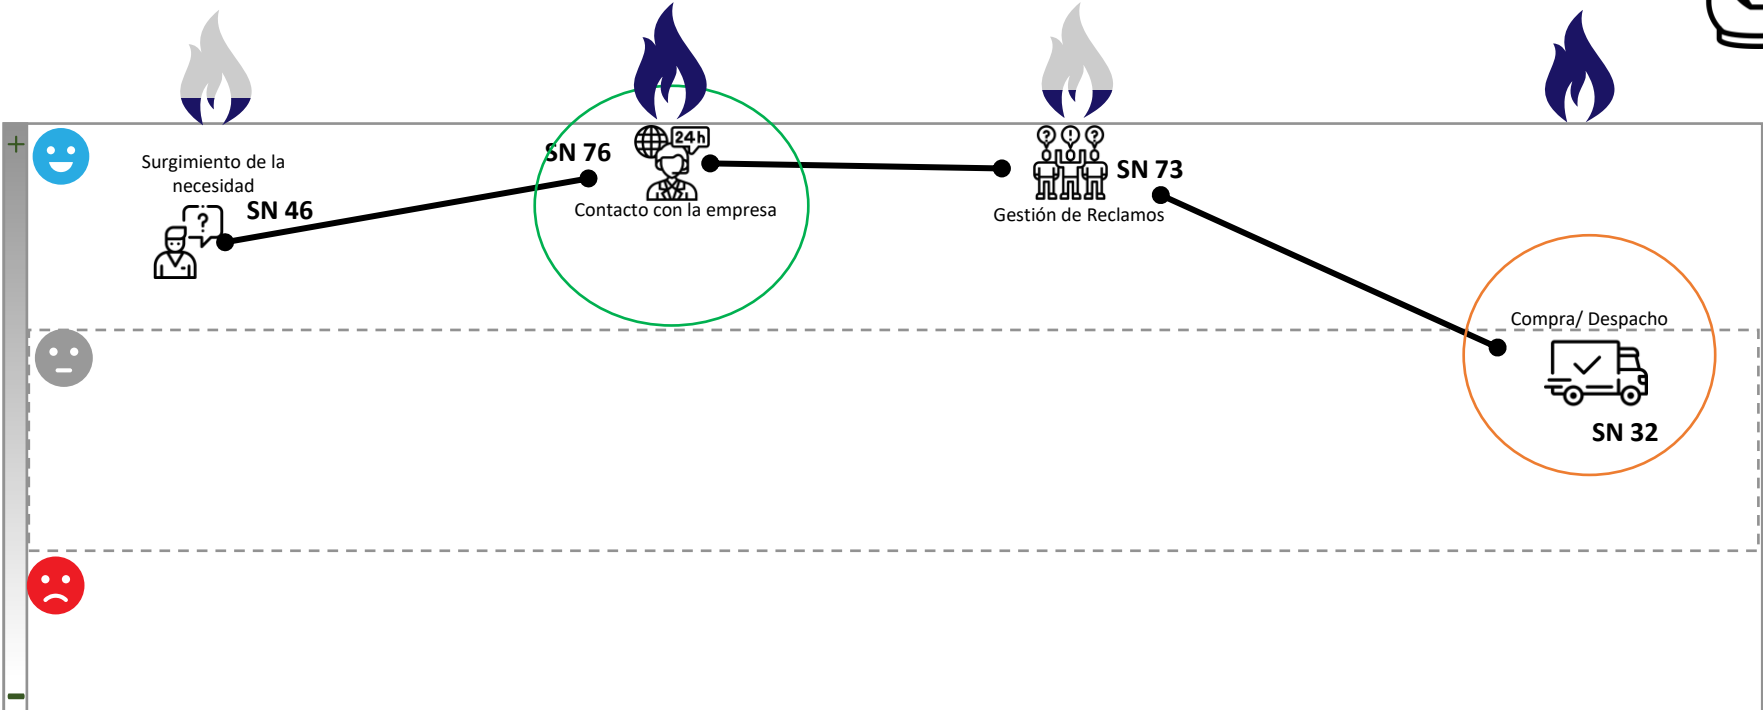 +
Surgimiento de la
necesidad
SN 46
?
SN 76
24h
Contacto con la empresa
? ! ?
SN 73
Gestión de Reclamos
Compra/ Despacho
SN 32
-